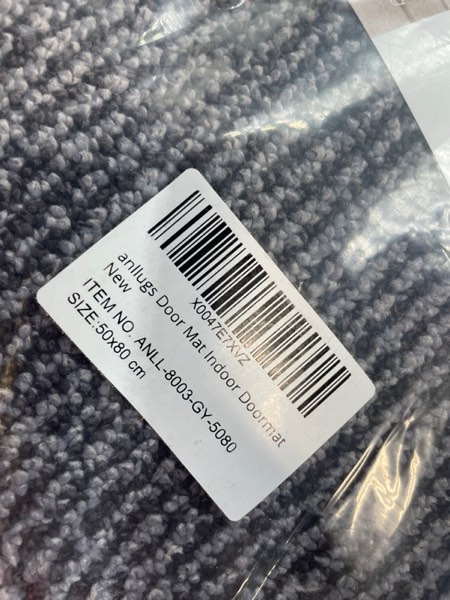 X0047E7XVZ
anllugs Door Mat Indoor Doormat
New
ITEM NO. ANLL-8003-GY-5080
SIZE:50x80 cm